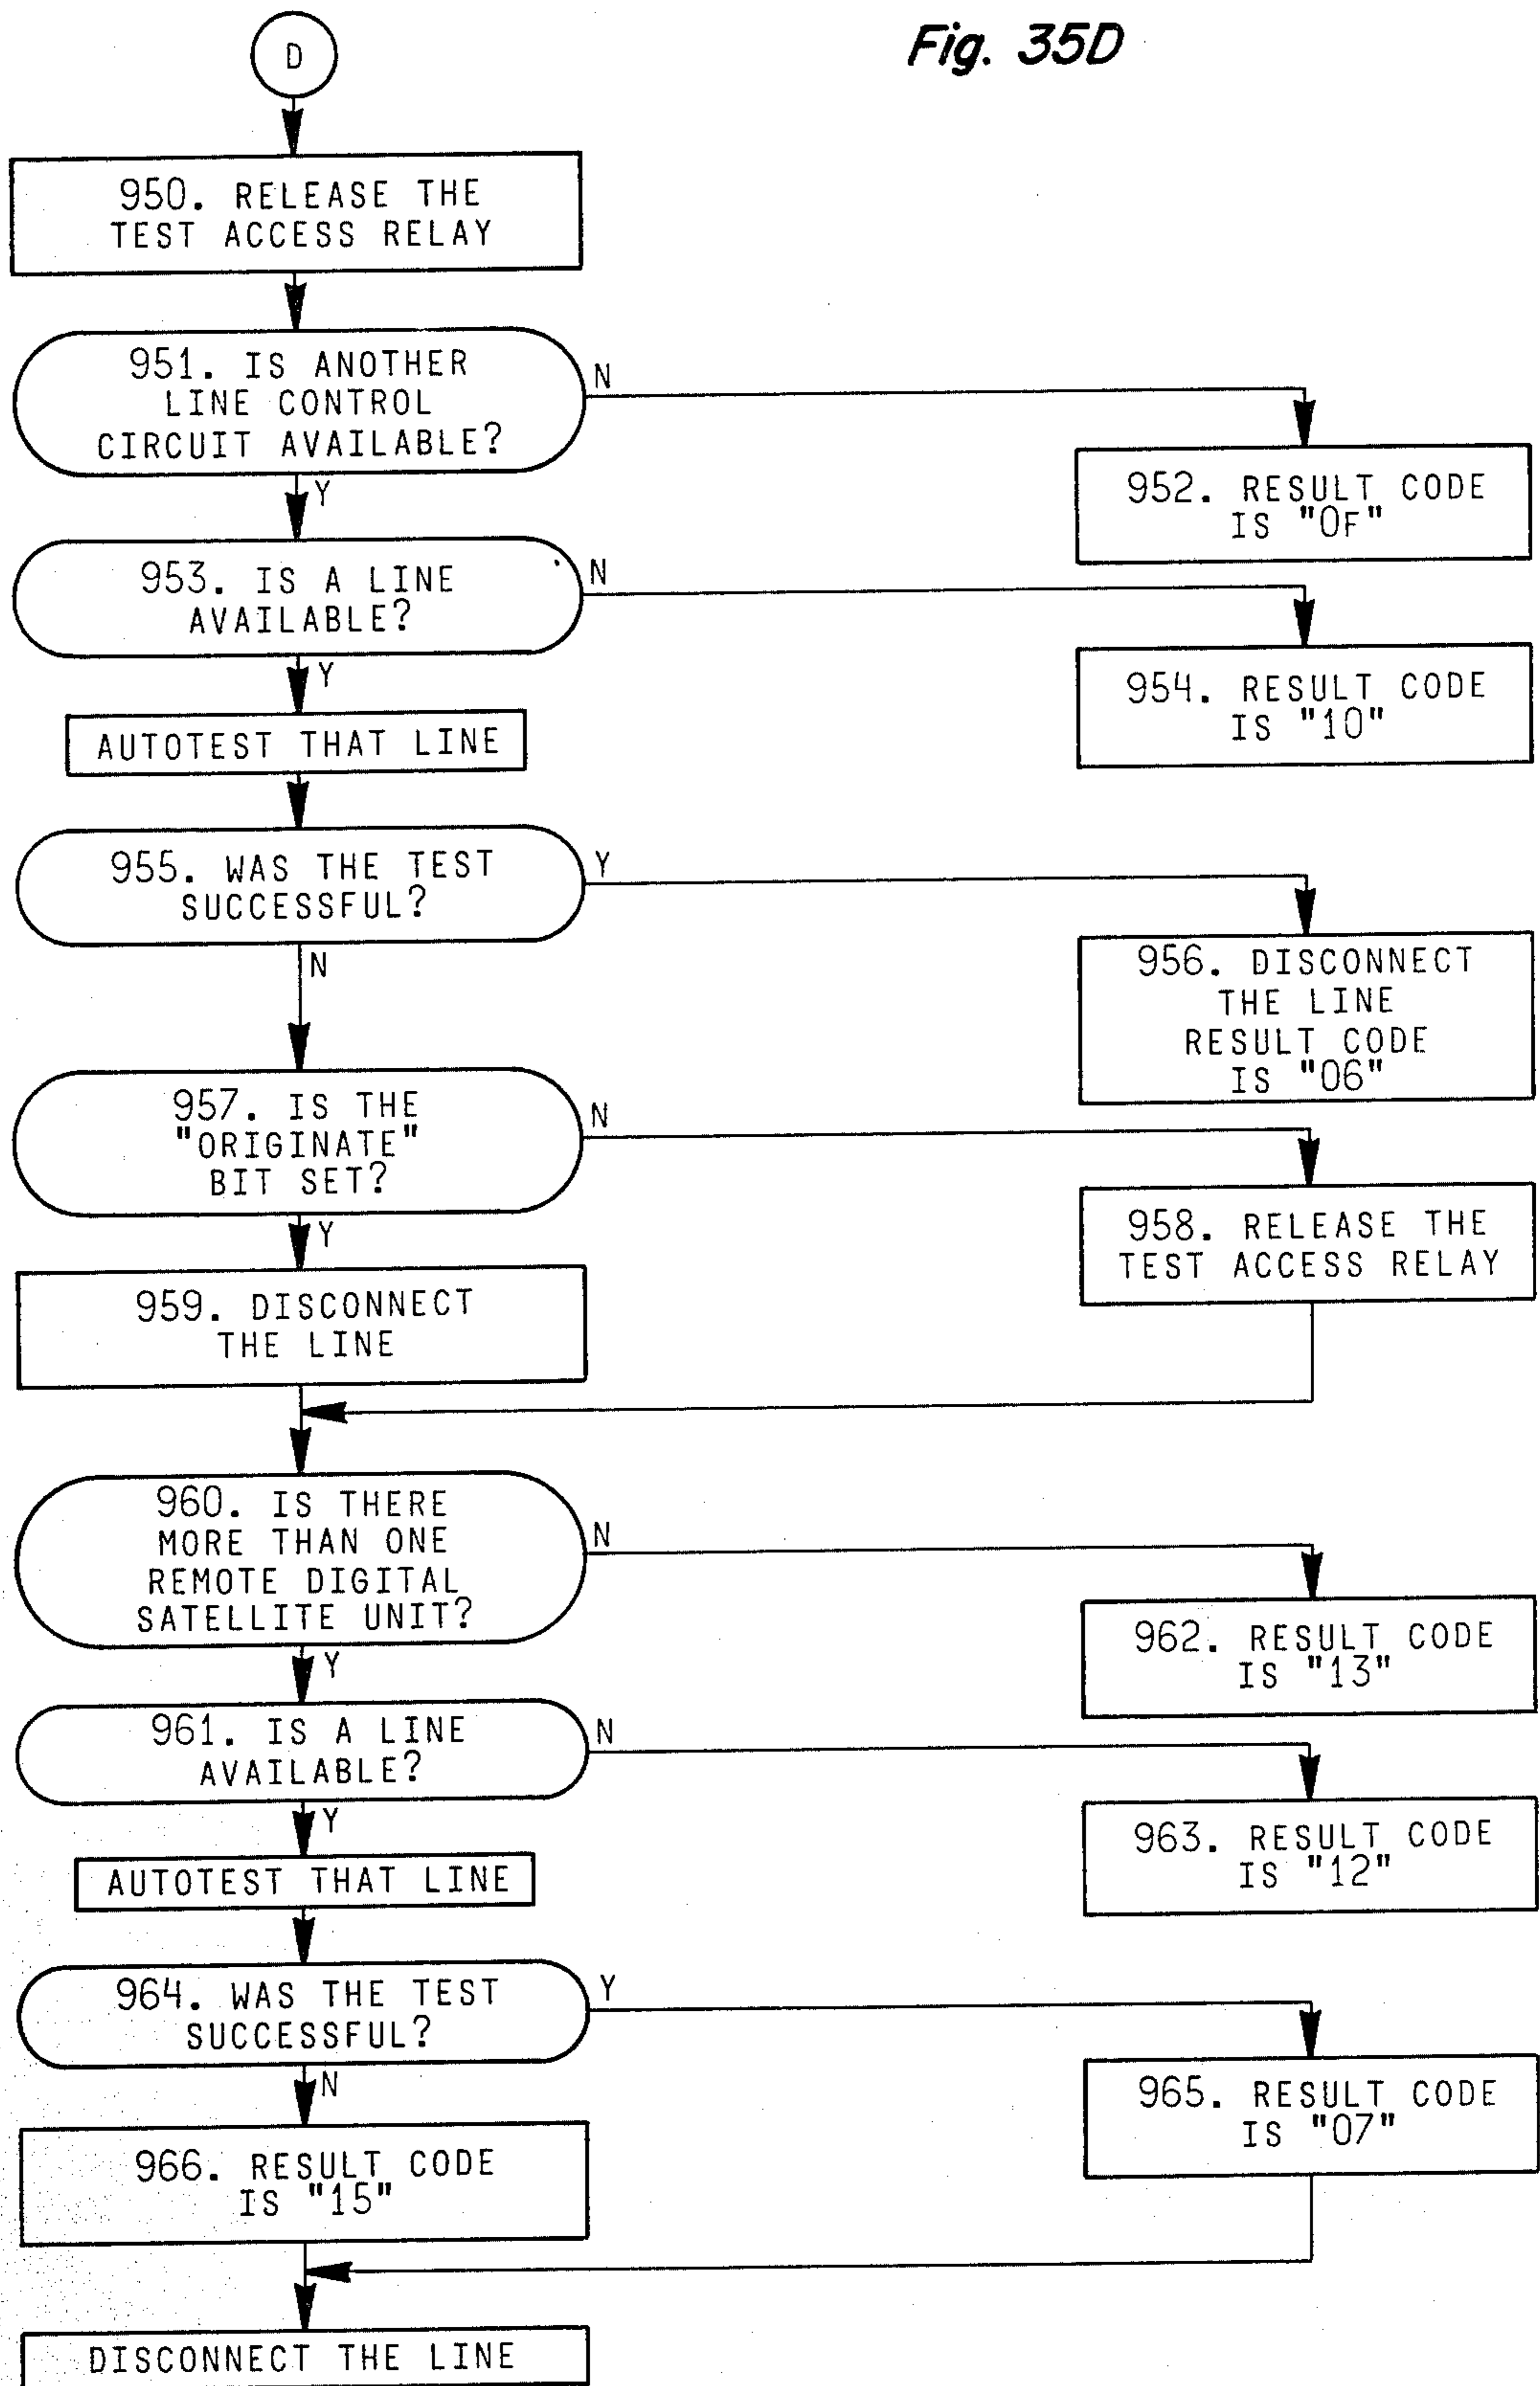 Fig. 35D
D
950. RELEASE THE
TEST ACCESS RELAY
951. IS ANOTHER
LINE CONTROL
CIRCUIT AVAILABLE?
N
Y
952. RESULT CODE
IS "0F"
953. IS A LINE
AVAILABLE?
N
Y
954. RESULT CODE
IS "10"
AUTOTEST THAT LINE
955. WAS THE TEST
SUCCESSFUL?
Y
N
956. DISCONNECT
THE LINE
RESULT CODE
IS "06"
957. IS THE
"ORIGINATE"
BIT SET?
N
Y
958. RELEASE THE
TEST ACCESS RELAY
959. DISCONNECT
THE LINE
960. IS THERE
MORE THAN ONE
REMOTE DIGITAL
SATELLITE UNIT?
N
Y
962. RESULT CODE
IS "13"
961. IS A LINE
AVAILABLE?
N
Y
963. RESULT CODE
IS "12"
AUTOTEST THAT LINE
964. WAS THE TEST
SUCCESSFUL?
Y
N
965. RESULT CODE
IS "07"
966. RESULT CODE
IS "15"
DISCONNECT THE LINE